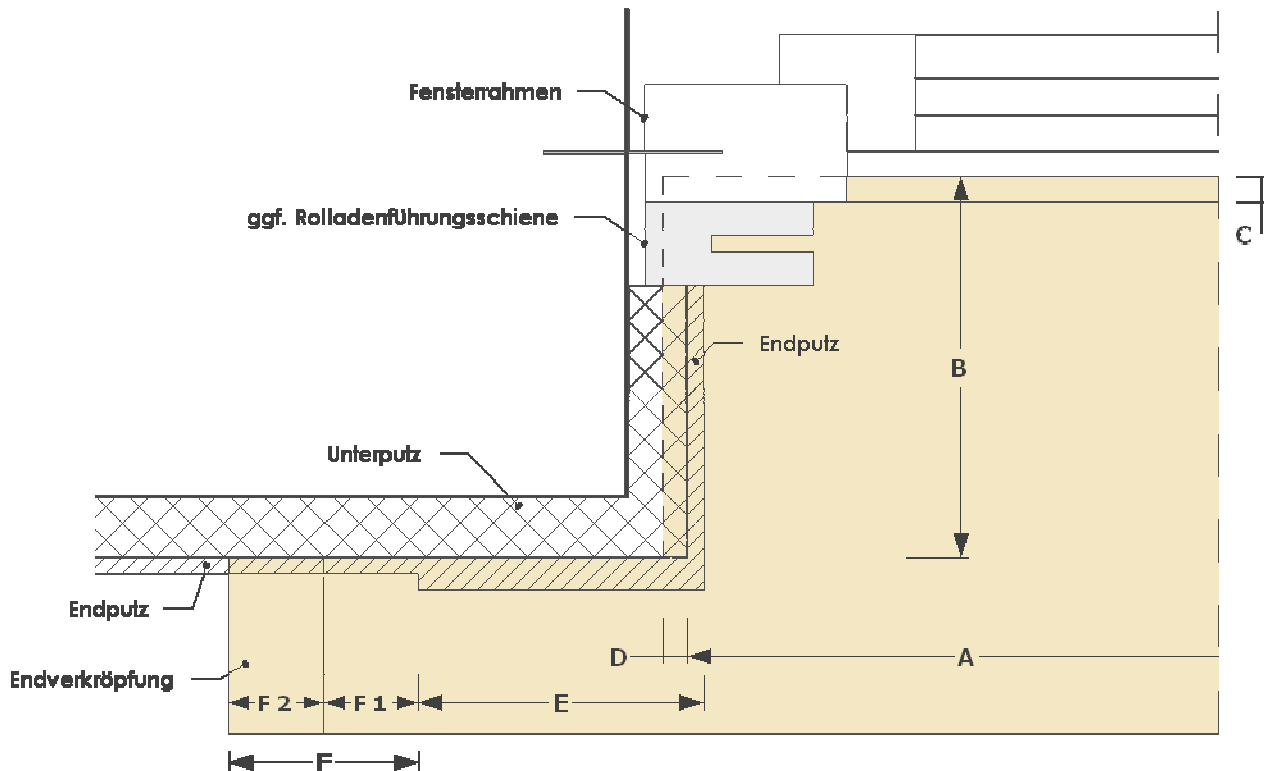 Fensterrahmen
ggf. Rolladenführungsschiene
C
Endputz
B
Unterputz
Endputz
D
A
Endverkröpfung
F 2
F 1
E
F